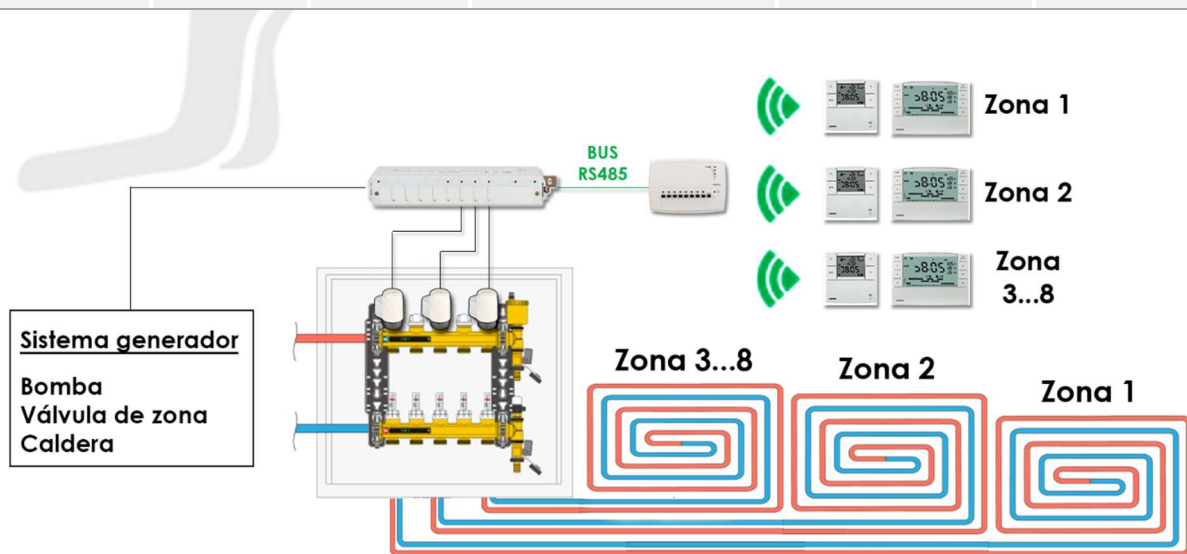 Zona 1
BUS
RS485
Zona 2
Zona
3...8
Sistema generador
Bomba
Válvula de zona
Caldera
Zona 3...8
Zona 2
Zona 1